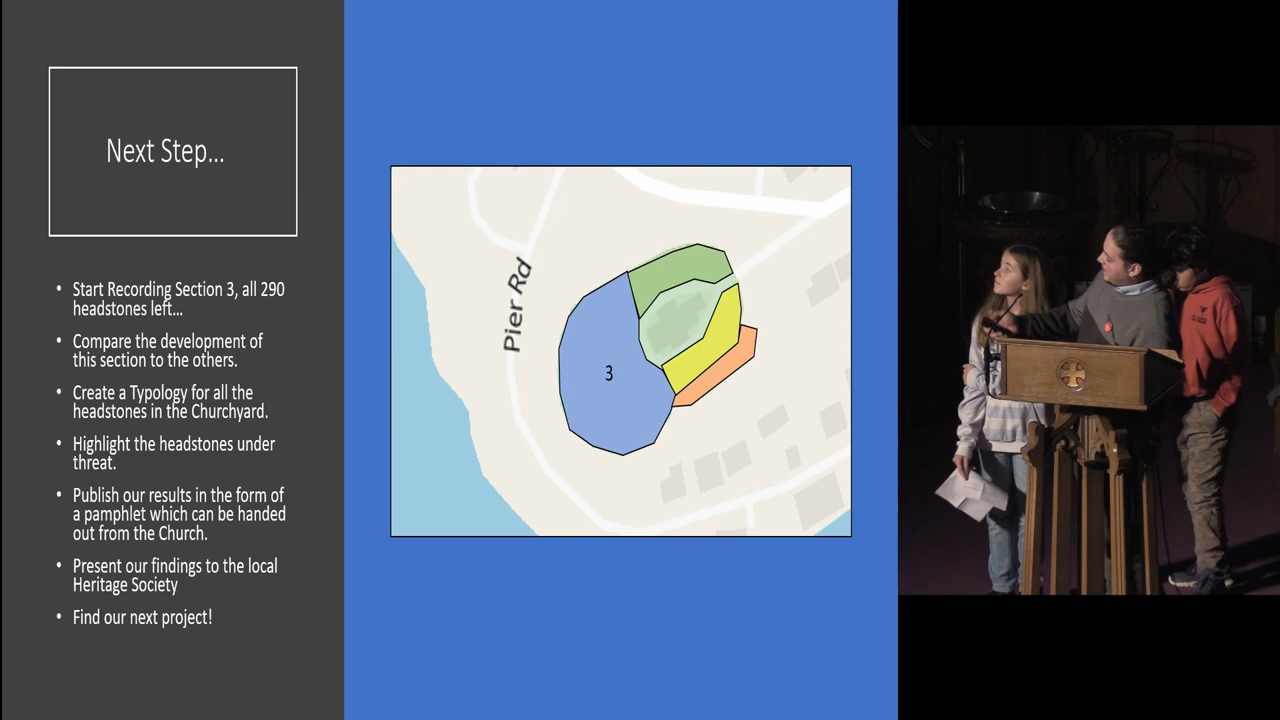 Next Step...
• Start Recording Section 3, all 290
headstones left...
• Compare the development of
this section to the others.
• Create a Typology for all the
headstones in the Churchyard.
• Highlight the headstones under
threat.
• Publish our results in the form of
a pamphlet which can be handed
out from the Church.
• Present our findings to the local
Heritage Society
• Find our next project!
Pier Rd
3